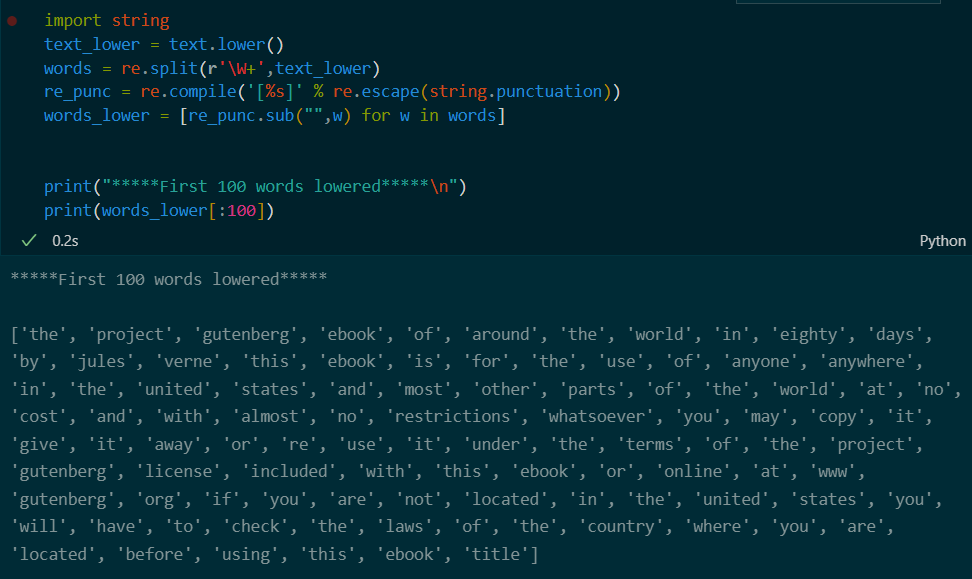 import string
text_lower = text.lower()
words = re.split(r'\W+',text_lower)
re_punc = re.compile('[%s]' % re.escape(string.punctuation))
words_lower = [re_punc.sub("",w) for w in words]
print("*****First 100 words lowered*****\n")
print(words_lower[:100])
0.2s Python
*****First 100 words lowered*****
['the', 'project', 'gutenberg', 'ebook', 'of', 'around', 'the', 'world', 'in', 'eighty', 'days',
'by', 'jules', 'verne', 'this', 'ebook', 'is', 'for', 'the', 'use', 'of', 'anyone', 'anywhere',
'in', 'the', 'united', 'states', 'and', 'most', 'other', 'parts', 'of', 'the', 'world', 'at', 'no',
'cost', 'and', 'with', 'almost', 'no', 'restrictions', 'whatsoever', 'you', 'may', 'copy', 'it',
'give', 'it', 'away', 'or', 're', 'use', 'it', 'under', 'the', 'terms', 'of', 'the', 'project',
'gutenberg', 'license', 'included', 'with', 'this', 'ebook', 'or', 'online', 'at', 'www',
'gutenberg', 'org', 'if', 'you', 'are', 'not', 'located', 'in', 'the', 'united', 'states', 'you',
'will', 'have', 'to', 'check', 'the', 'laws', 'of', 'the', 'country', 'where', 'you', 'are',
'located', 'before', 'using', 'this', 'ebook', 'title']